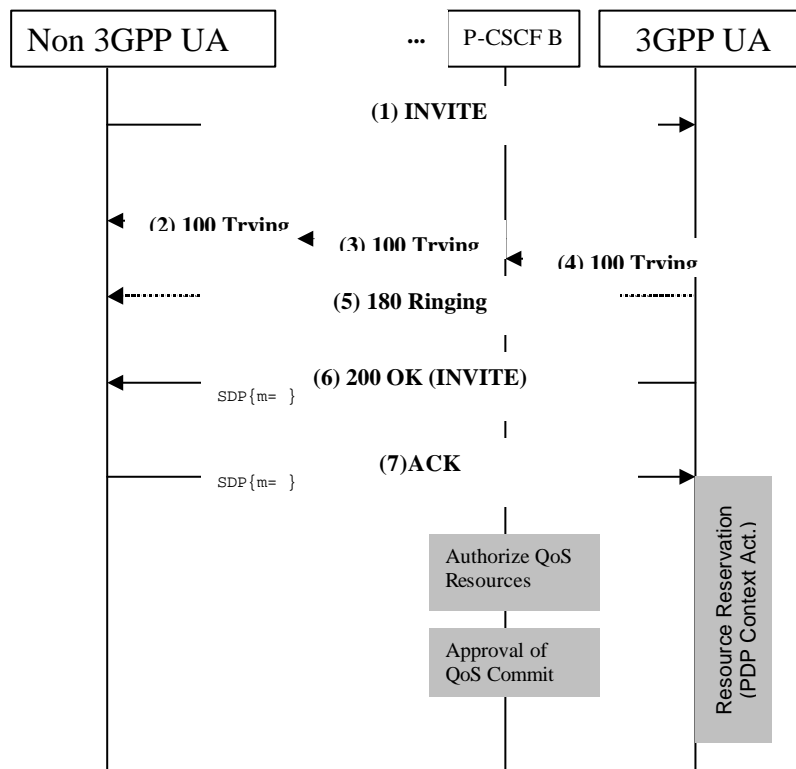 Non 3GPP UA
...
P-CSCF B
3GPP UA
(1) INVITE
(2) 100 Trying
(3) 100 Trying
(4) 100 Trying
(5) 180 Ringing
(6) 200 OK (INVITE)
SDP{m= }
(7)ACK
SDP{m= }
Authorize QoS
Resources
Approval of
QoS Commit
Resource Reservation
(PDP Context Act.)